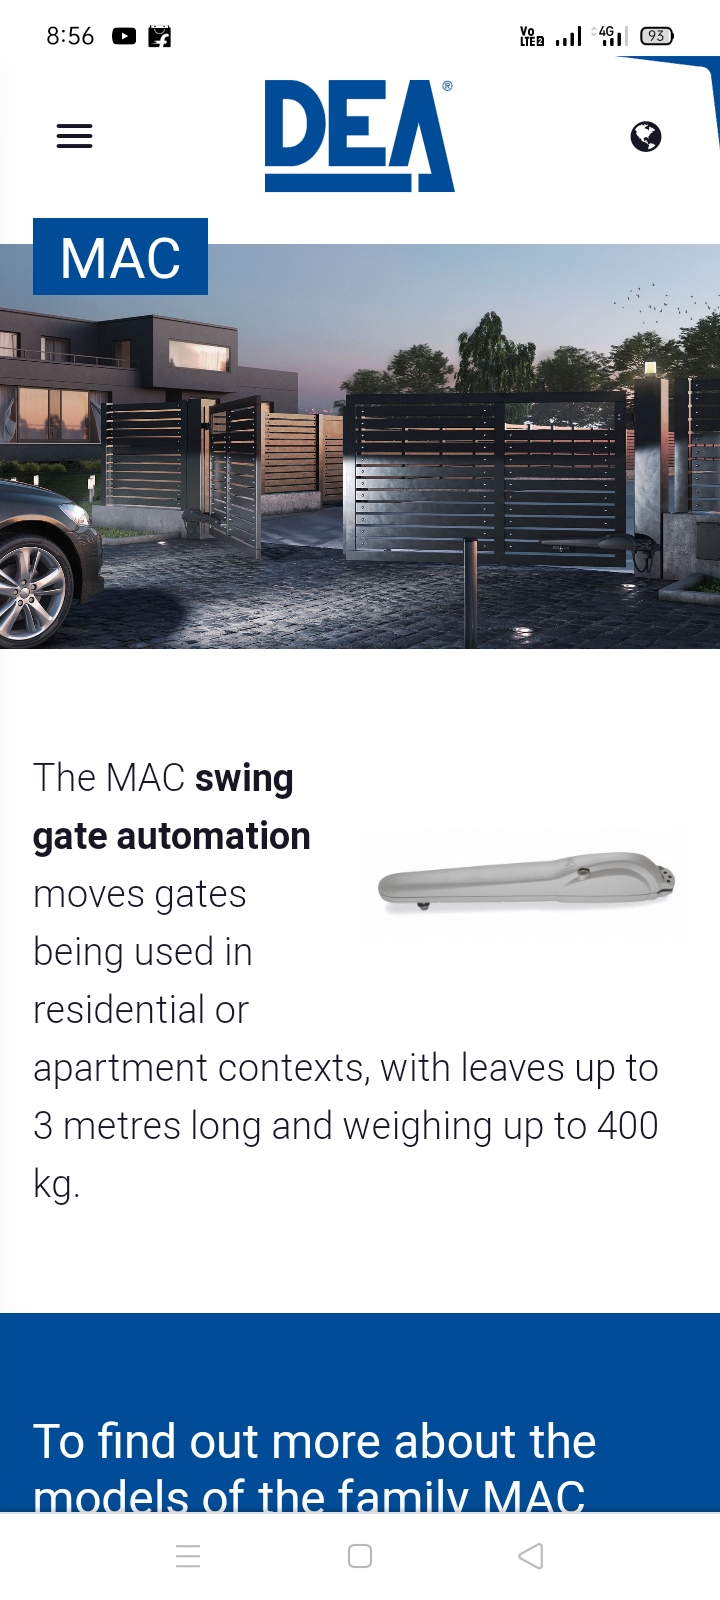 8:56
Vo
LTE2
4G
93
DEA®
MAC
The MAC swing
gate automation
moves gates
being used in
residential or
apartment contexts, with leaves up to
3 metres long and weighing up to 400
kg.
To find out more about the
models of the family MAC